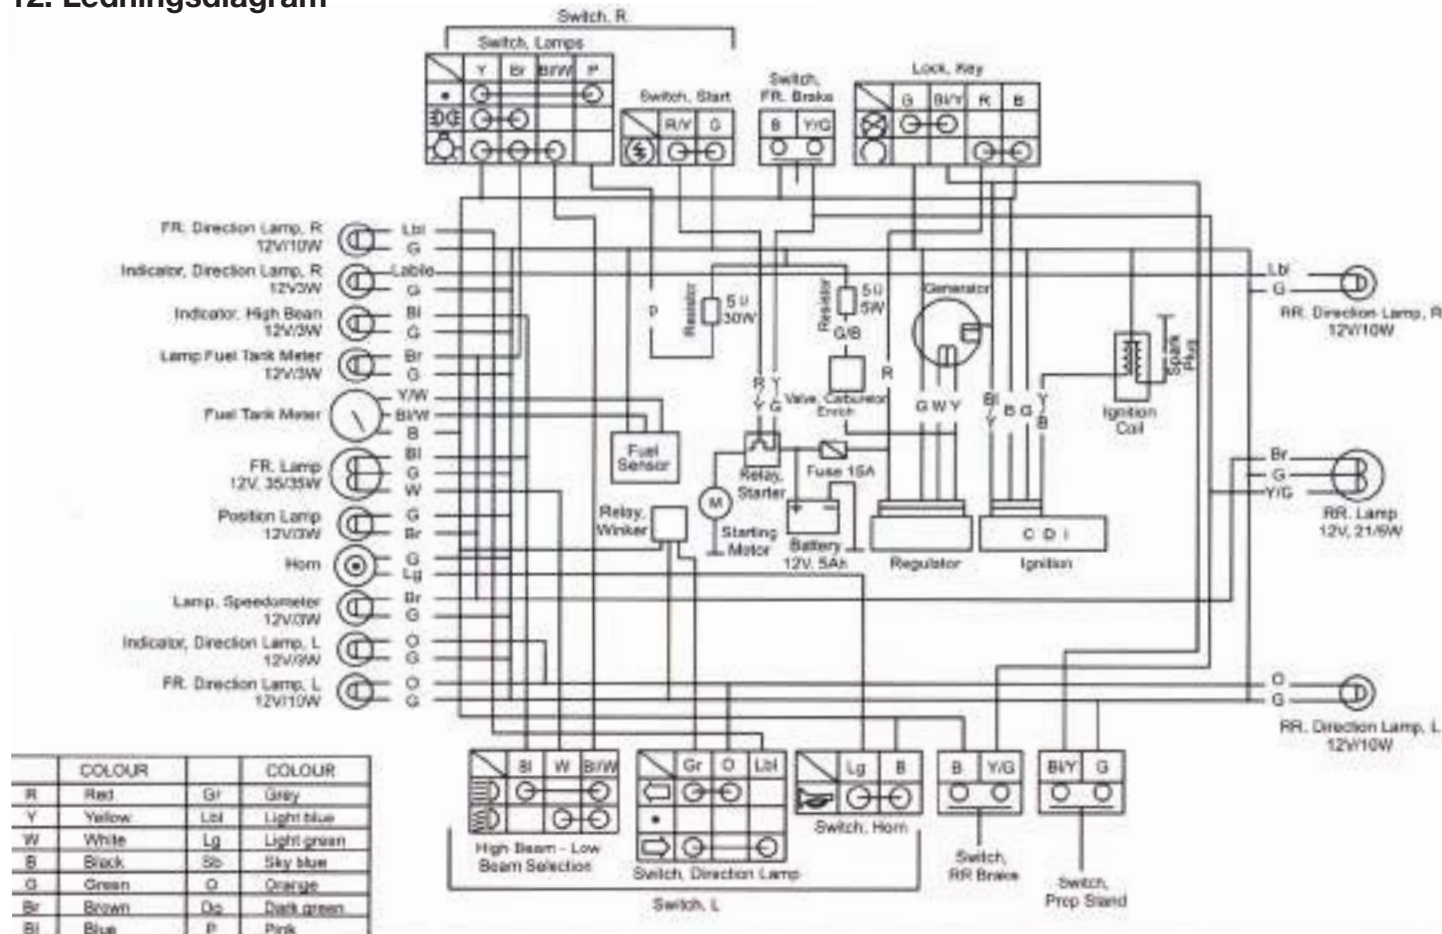 12. Ledningsdiagram
Switch, R.
Switch, Lamps
Y Br Bl/W P
Switch, Start
R/Y G
Switch,
FR. Brake
B Y/G
Lock, Key
G Bl/Y R B
FR. Direction Lamp, R
12V/10W
Lbl
G
Indicator, Direction Lamp, R
12V3W
G
Indicator, High Bean
12V/3W
Bl
G
Lamp Fuel Tank Meter
12V/3W
Br
G
Fuel Tank Meter
Y/W
Bl/W
B
FR. Lamp
12V, 35/35W
Bl
G
W
Position Lamp
12V/3W
G
Br
Horn
G
Lg
Lamp, Speedometer
12V/3W
Br
G
Indicator, Direction Lamp, L
12V/3W
O
G
FR. Direction Lamp, L
12V/10W
O
G
Resistor
30W
Resistor
5W
G/B
Valve, Carburetor
Enrich
Generator
R
G W Y
R/Y
Y/G
Bl/Y
B
G
Y/B
Ignition
Coil
Spark
Plug
Fuel
Sensor
Relay,
Winker
Relay,
Starter
M
Starting
Motor
Fuse 15A
+ -
Battery
12V, 5Ah
Regulator
C D I
Ignition
Lbl
G
RR. Direction Lamp, R
12V/10W
Br
G
Y/G
RR. Lamp
12V, 21/5W
O
G
RR. Direction Lamp, L
12V/10W
Bl W Bl/W
High Beam - Low
Beam Selection
Gr O Lbl
Switch, Direction Lamp
Lg B
Switch, Horn
Switch, L
B Y/G
Switch,
RR Brake
Bl/Y G
Switch,
Prop Stand
COLOUR COLOUR
R Red Gr Grey
Y Yellow Lbl Light blue
W White Lg Light green
B Black Sb Sky blue
G Green O Orange
Br Brown Dark green
Bl Blue P Pink